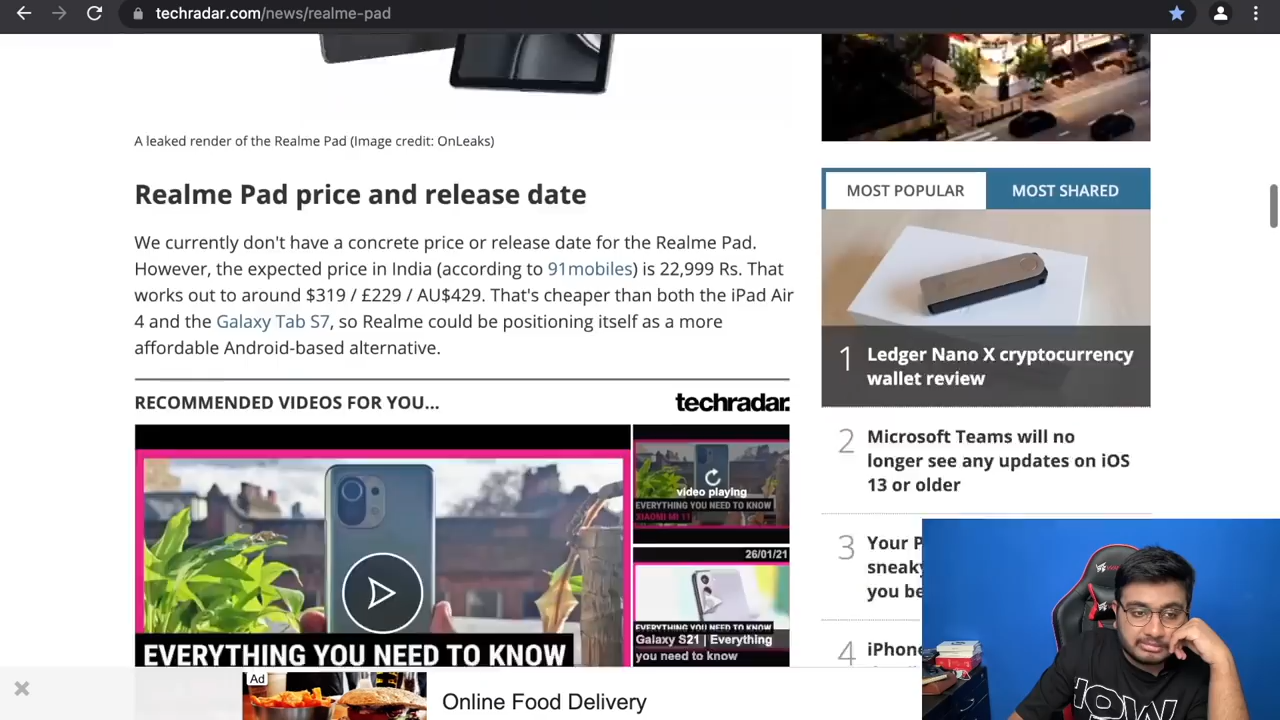 techradar.com/news/realme-pad
A leaked render of the Realme Pad (Image credit: OnLeaks)
Realme Pad price and release date
We currently don't have a concrete price or release date for the Realme Pad.
However, the expected price in India (according to 91mobiles) is 22,999 Rs. That
works out to around $319 / £229 / AU$429. That's cheaper than both the iPad Air
4 and the Galaxy Tab S7, so Realme could be positioning itself as a more
affordable Android-based alternative.
RECOMMENDED VIDEOS FOR YOU...
techradar.
EVERYTHING YOU NEED TO KNOW
video playing
EVERYTHING YOU NEED TO KNOW
XIAOMI MI 11
26/01/21
EVERYTHING YOU NEED TO KNOW
Galaxy S21 | Everything
you need to know
MOST POPULAR
MOST SHARED
1 Ledger Nano X cryptocurrency
wallet review
2 Microsoft Teams will no
longer see any updates on iOS
13 or older
3 Your
sneaky
you
4 iPhone
Ad
Online Food Delivery
HOW